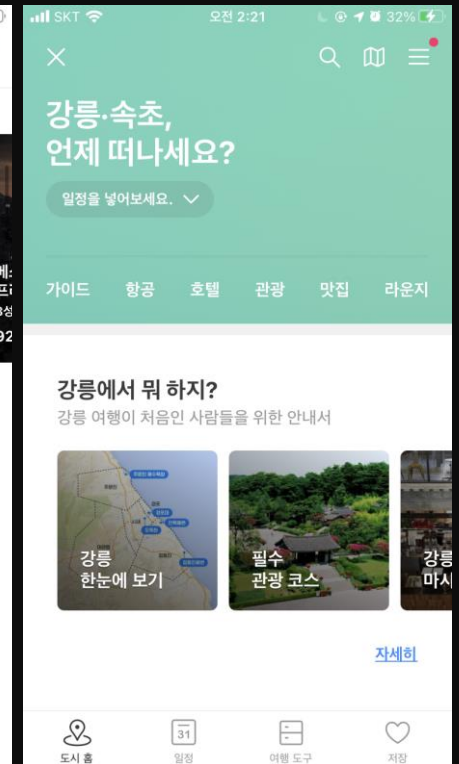 SKT 오전 2:21 32%
강릉·속초,
언제 떠나세요?
일정을 넣어보세요.
가이드 항공 호텔 관광 맛집 라운지
강릉에서 뭐 하지?
강릉 여행이 처음인 사람들을 위한 안내서
강릉
한눈에 보기
필수
관광 코스
강릉
자세히
31
도시 홈 일정 여행 도구 저장